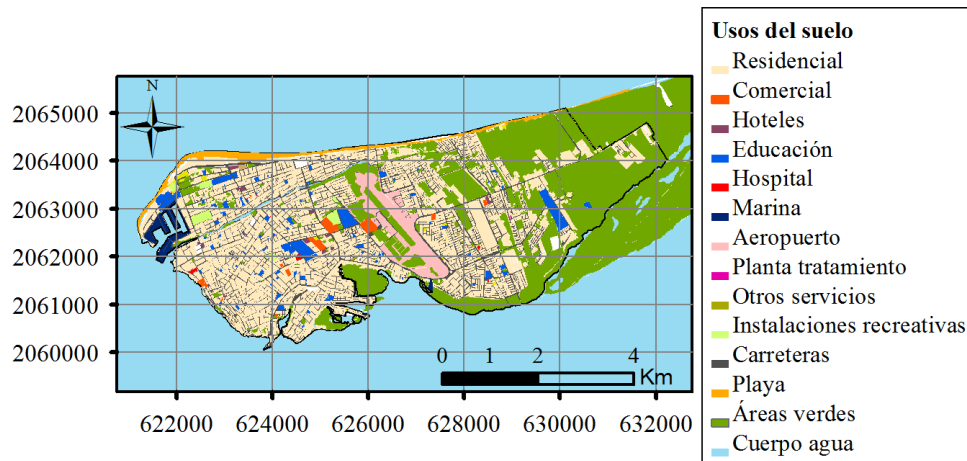 Usos del suelo
Residencial
Comercial
Hoteles
Educación
Hospital
Marina
Aeropuerto
Planta tratamiento
Otros servicios
Instalaciones recreativas
Carreteras
Playa
Áreas verdes
Cuerpo agua
N
2065000
2064000
2063000
2062000
2061000
2060000
0 1 2 4
Km
622000 624000 626000 628000 630000 632000